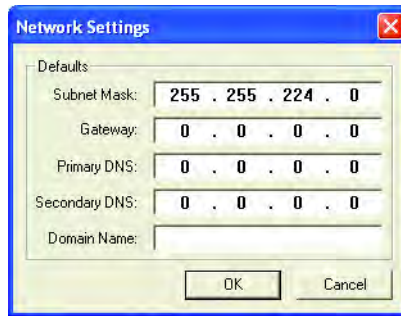 Network Settings
Defaults
Subnet Mask: 255 . 255 . 224 . 0
Gateway: 0 . 0 . 0 . 0
Primary DNS: 0 . 0 . 0 . 0
Secondary DNS: 0 . 0 . 0 . 0
Domain Name:
OK Cancel